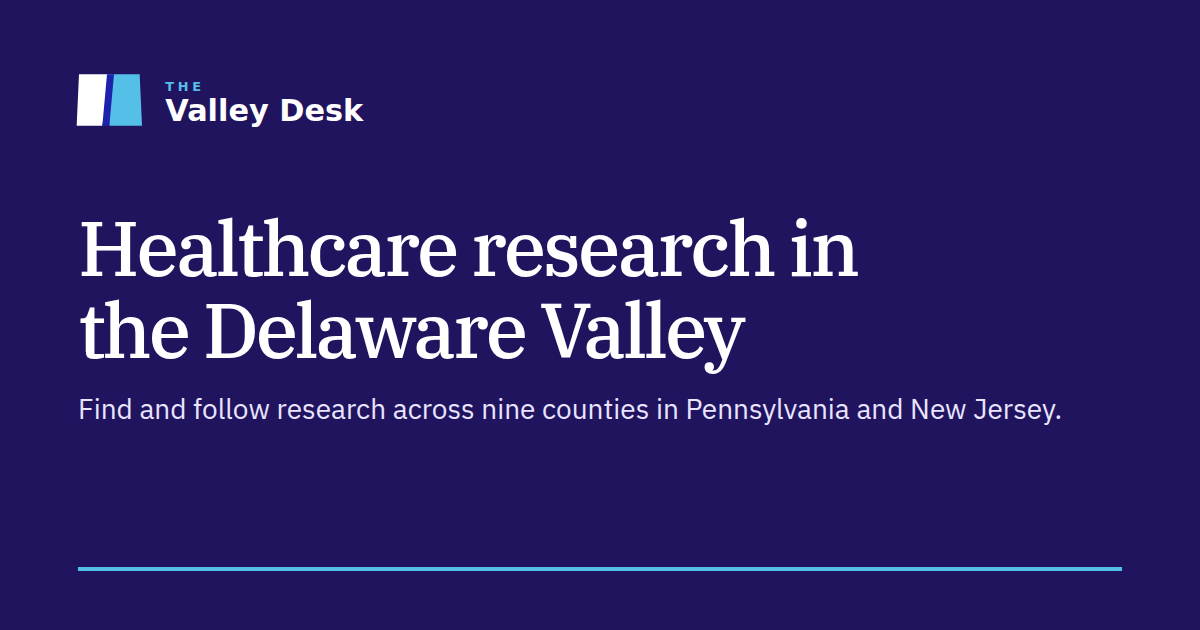 THE
Valley Desk
Healthcare research in
the Delaware Valley
Find and follow research across nine counties in Pennsylvania and New Jersey.